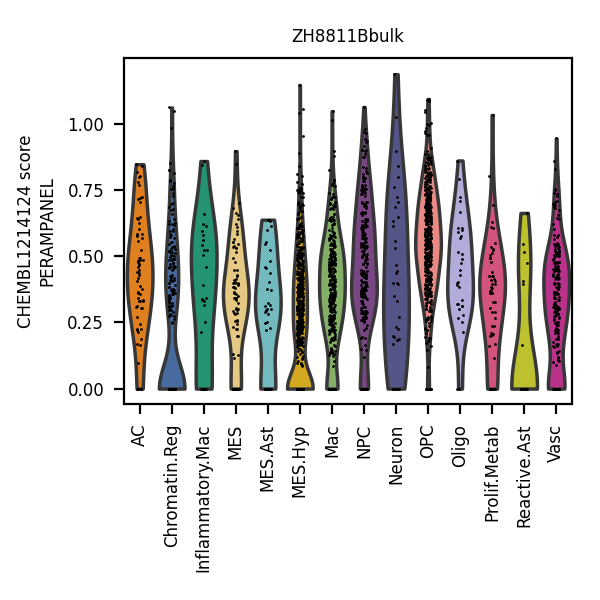 ZH8811Bbulk
CHEMBL1214124 score
PERAMPANEL
1.00
0.75
0.50
0.25
0.00
AC
Chromatin.Reg
Inflammatory.Mac
MES
MES.Ast
MES.Hyp
Mac
NPC
Neuron
OPC
Oligo
Prolif.Metab
Reactive.Ast
Vasc